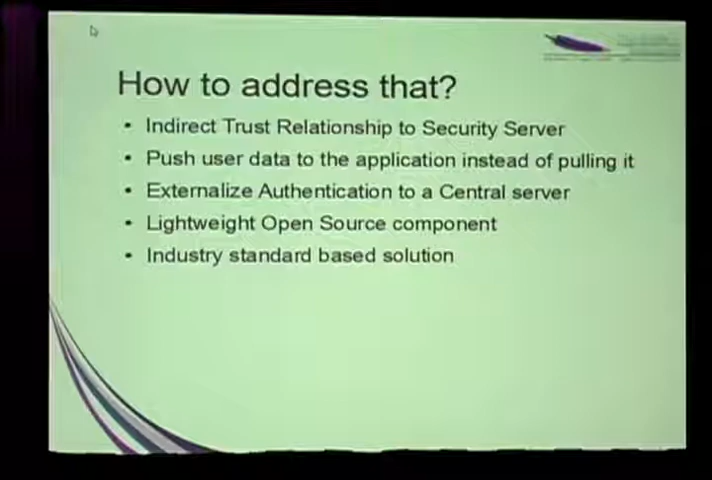 How to address that?
• Indirect Trust Relationship to Security Server
• Push user data to the application instead of pulling it
• Externalize Authentication to a Central server
• Lightweight Open Source component
• Industry standard based solution